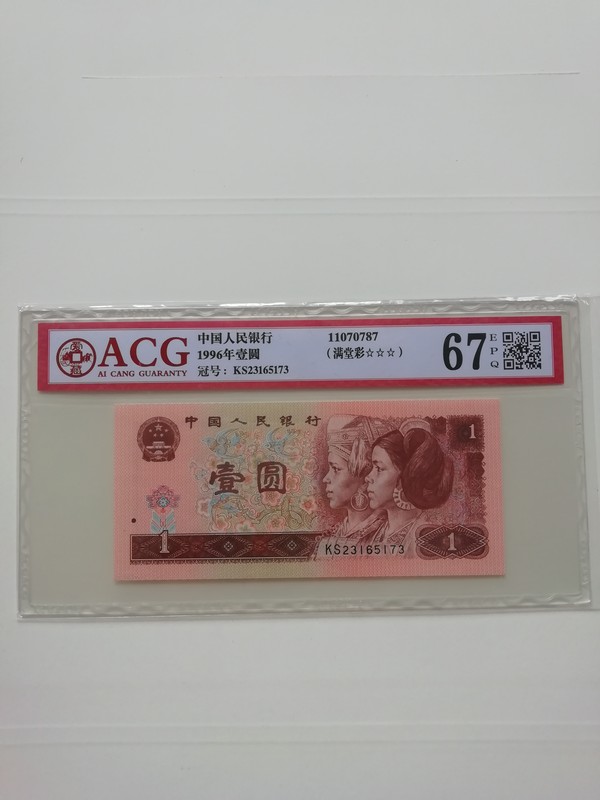 ACG
AI CANG GUARANTY
中国人民银行
1996年壹圆
冠号：KS23165173
11070787
（满堂彩☆☆☆）
67
EPQ
中国人民银行
壹圆
1
1
1
KS23165173